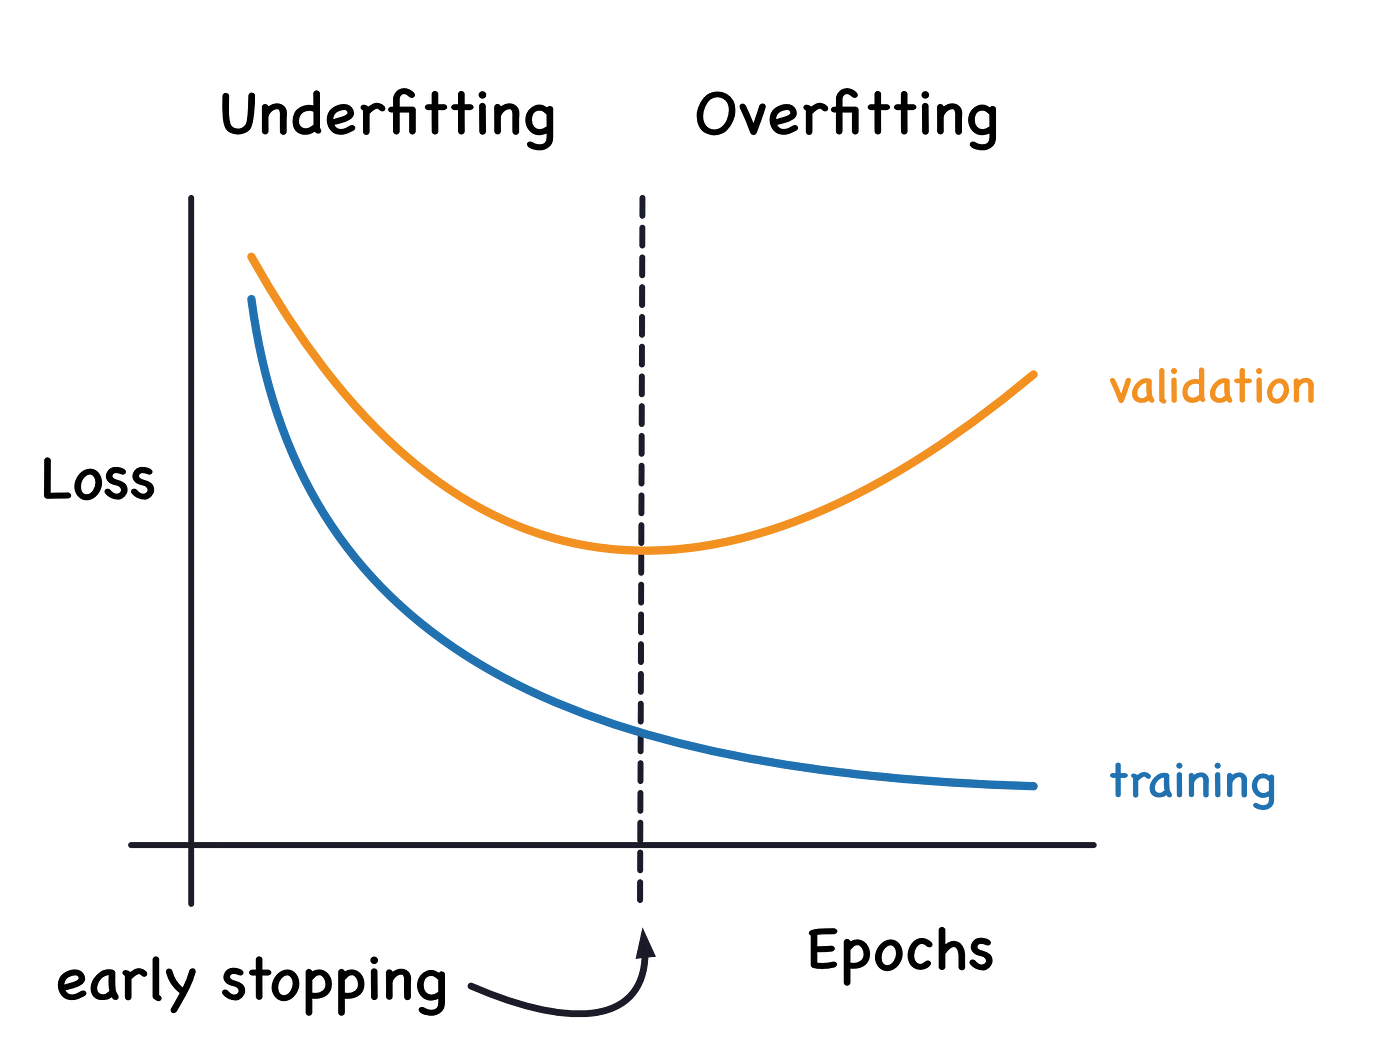 Underfitting
Overfitting
Loss
validation
training
Epochs
early stopping